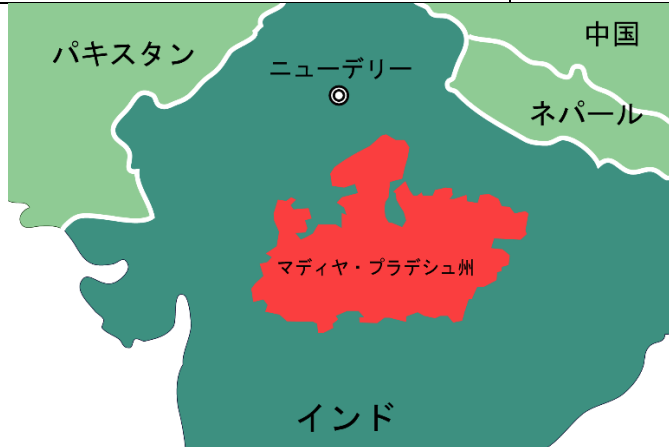 中国
パキスタン
ニューデリー
ネパール
マディヤ・プラデシュ州
インド